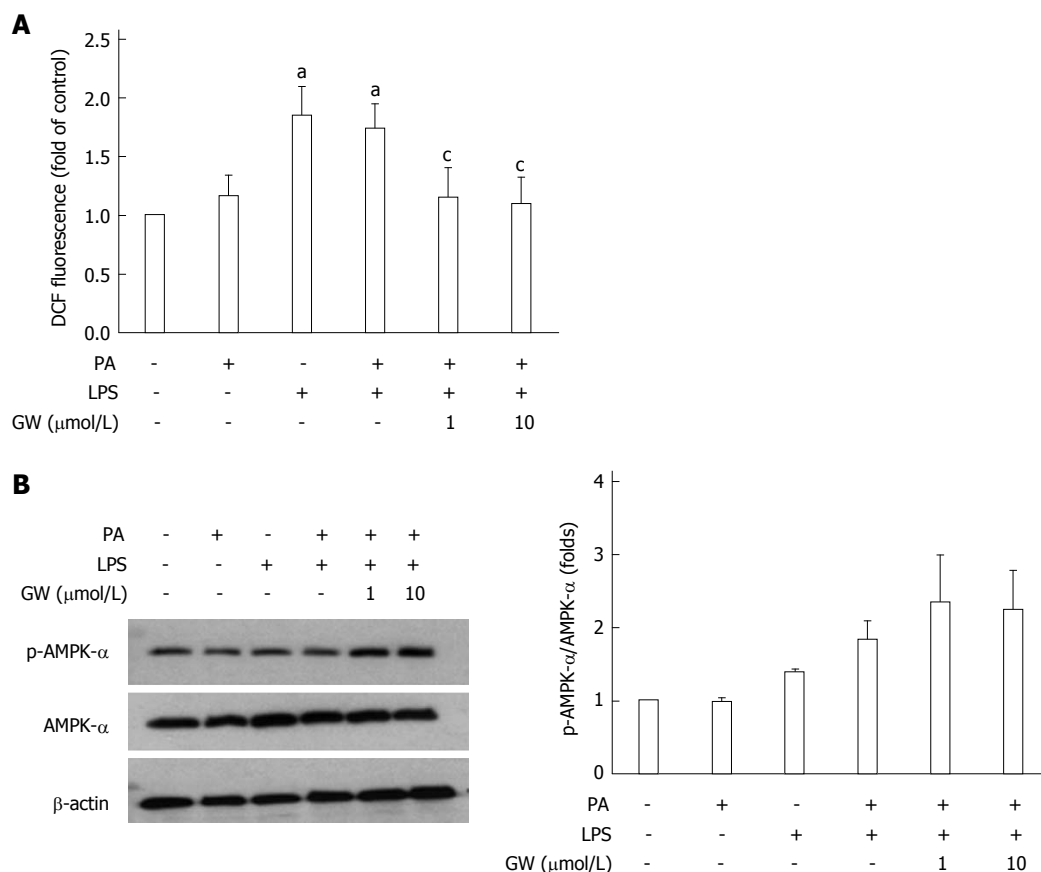 A
DCF fluorescence (fold of control)
2.5
2.0
1.5
1.0
0.5
0.0
a
a
c
c
PA - + - + + +
LPS - - + + + +
GW (μmol/L) - - - - 1 10
B
PA - + - + + +
LPS - - + + + +
GW (μmol/L) - - - - 1 10
p-AMPK-α
AMPK-α
β-actin
p-AMPK-α/AMPK-α (folds)
4
3
2
1
0
PA - + - + + +
LPS - - + + + +
GW (μmol/L) - - - - 1 10